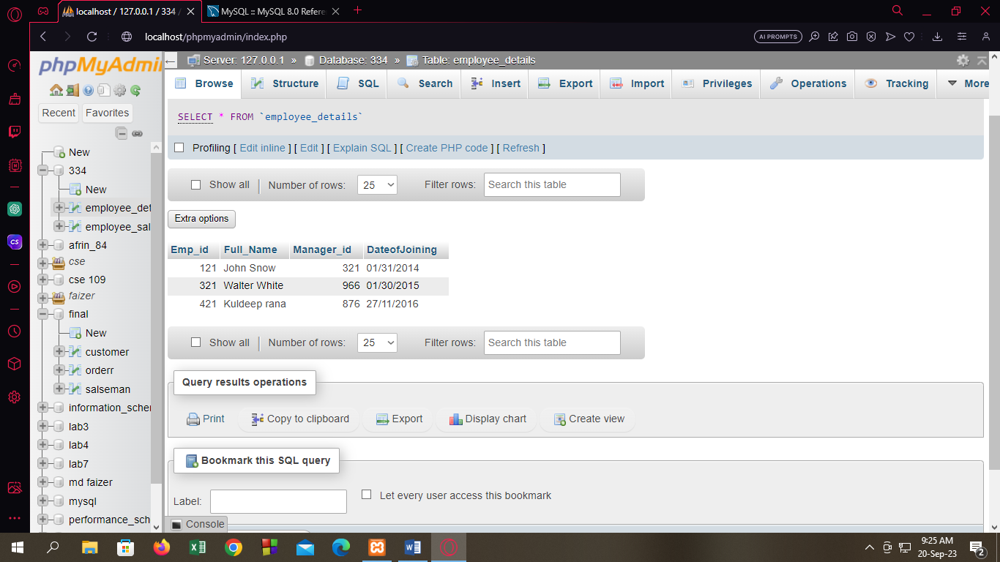 localhost / 127.0.0.1 / 334 /
MySQL :: MySQL 8.0 Refere
localhost/phpmyadmin/index.php
AI PROMPTS
phpMyAdmin
Recent
Favorites
New
334
New
employee_det
employee_sal
afrin_84
cse
cse 109
faizer
final
New
customer
orderr
salseman
information_scher
lab3
lab4
lab7
md faizer
mysql
performance_sch
Server: 127.0.0.1 » Database: 334 » Table: employee_details
Browse Structure SQL Search Insert Export Import Privileges Operations Tracking More
SELECT * FROM `employee_details`
Profiling [ Edit inline ] [ Edit ] [ Explain SQL ] [ Create PHP code ] [ Refresh ]
Show all Number of rows: 25 Filter rows: Search this table
Extra options
Emp_id Full_Name Manager_id DateofJoining
121 John Snow 321 01/31/2014
321 Walter White 966 01/30/2015
421 Kuldeep rana 876 27/11/2016
Show all Number of rows: 25 Filter rows: Search this table
Query results operations
Print Copy to clipboard Export Display chart Create view
Bookmark this SQL query
Label: Let every user access this bookmark
Console
9:25 AM
20-Sep-23
2